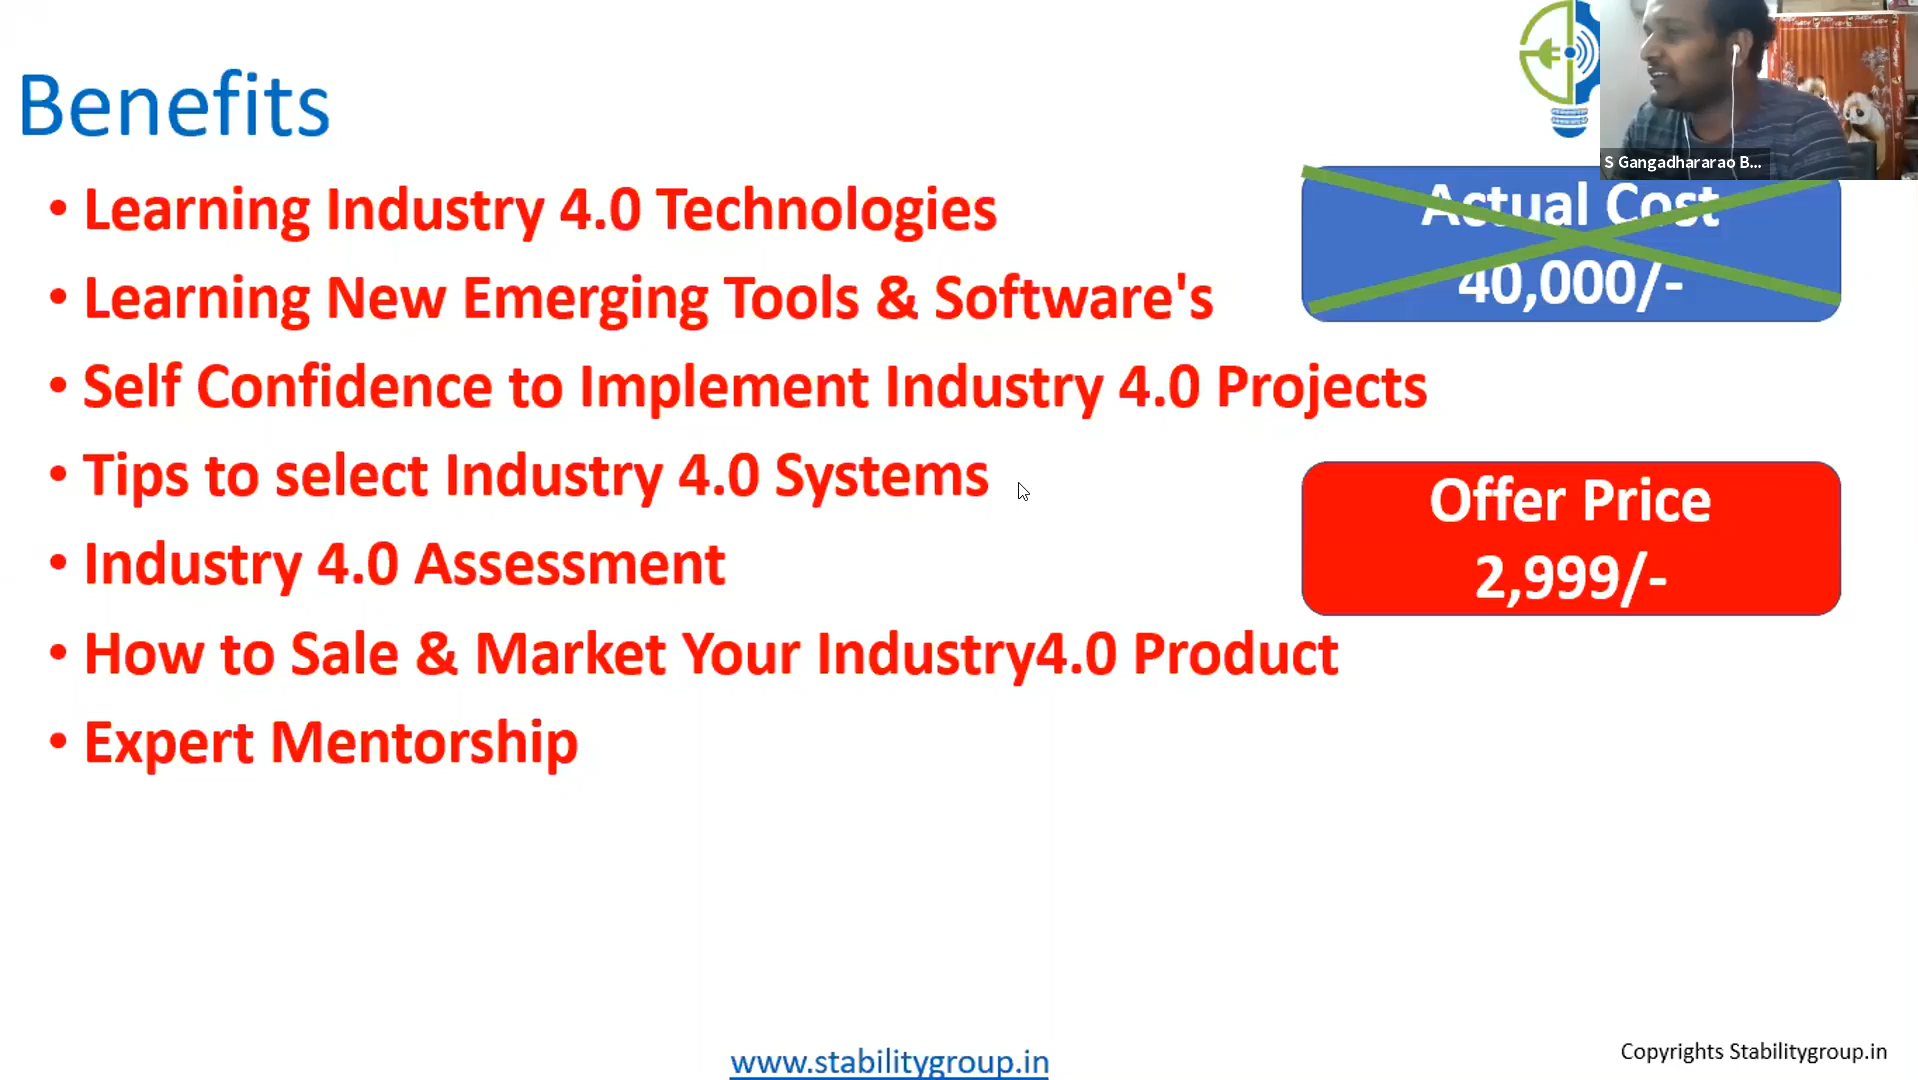 Benefits
S Gangadhararao B...
• Learning Industry 4.0 Technologies
Actual Cost
40,000/-
• Learning New Emerging Tools & Software's
• Self Confidence to Implement Industry 4.0 Projects
• Tips to select Industry 4.0 Systems
Offer Price
2,999/-
• Industry 4.0 Assessment
• How to Sale & Market Your Industry4.0 Product
• Expert Mentorship
www.stabilitygroup.in
Copyrights Stabilitygroup.in